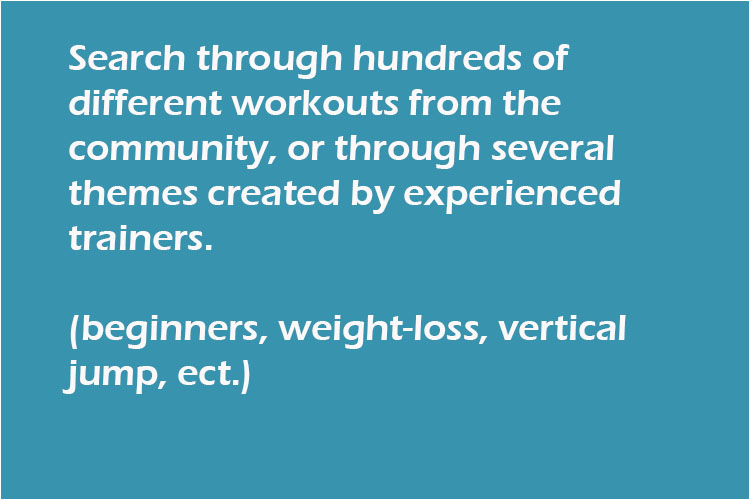 Search through hundreds of
different workouts from the
community, or through several
themes created by experienced
trainers.
(beginners, weight-loss, vertical
jump, ect.)